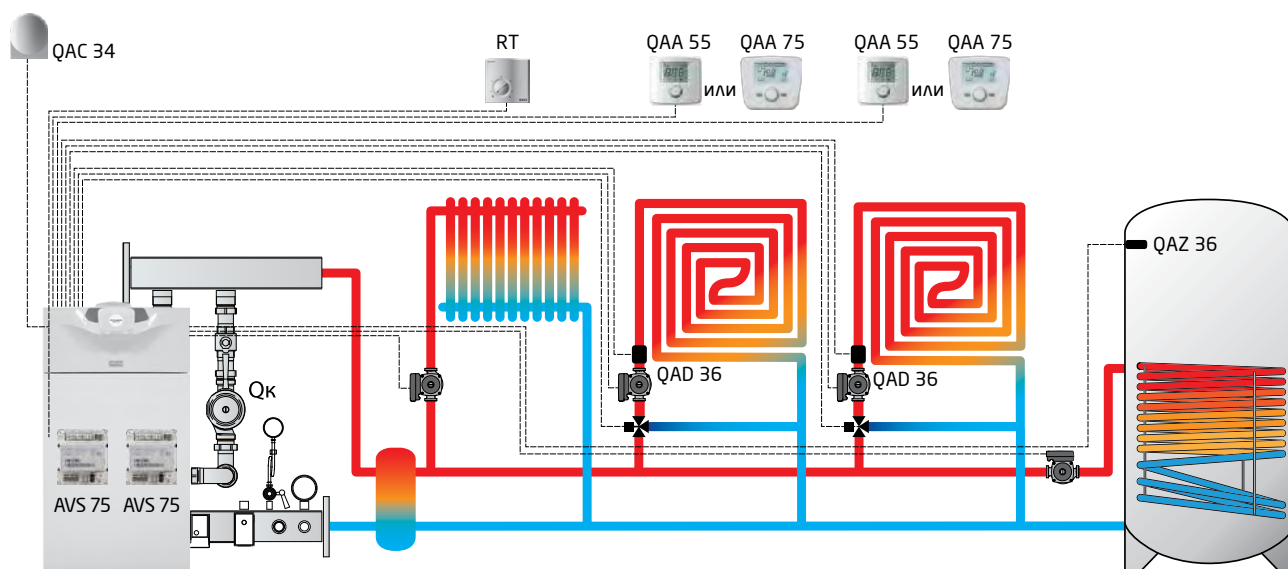 QAC 34
RT
QAA 55
QAA 75
QAA 55
QAA 75
или
или
QAZ 36
QAD 36
QAD 36
Qк
AVS 75
AVS 75